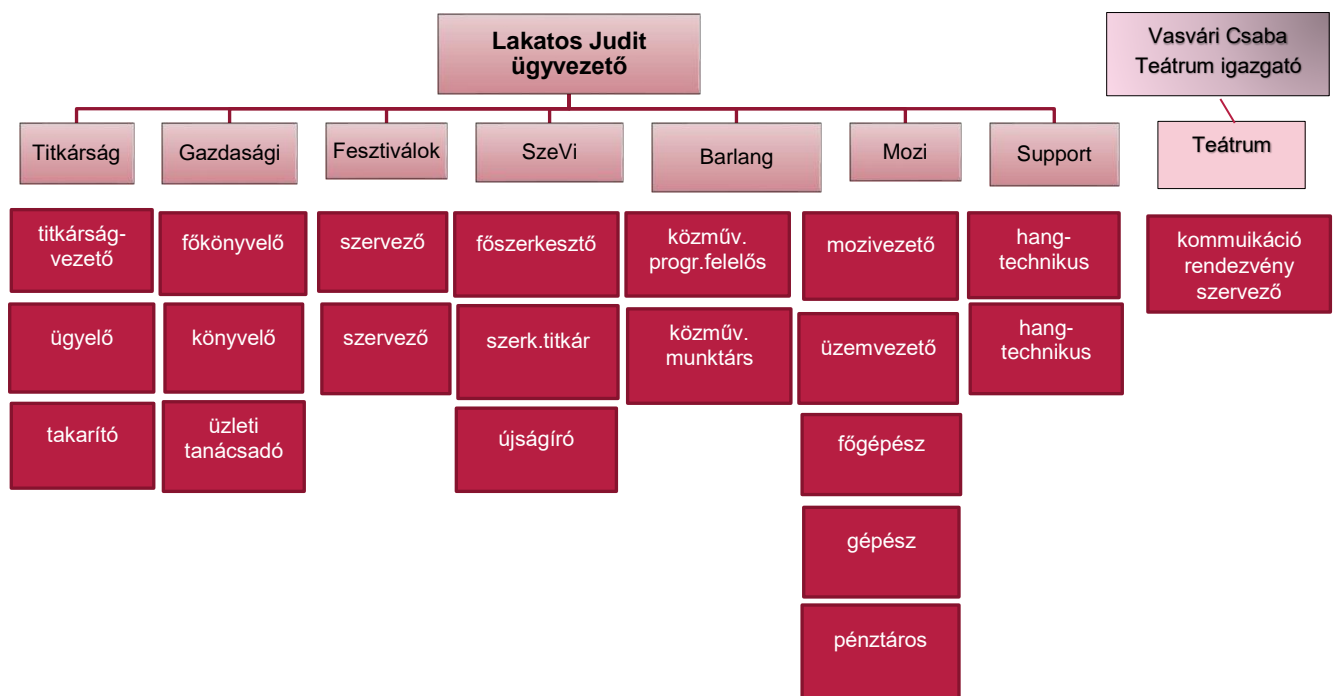 Lakatos Judit
ügyvezető
Vasvári Csaba
Teátrum igazgató
Titkárság
Gazdasági
Fesztiválok
SzeVi
Barlang
Mozi
Support
Teátrum
titkárság-
vezető
főkönyvelő
szervező
főszerkesztő
közműv.
progr.felelős
mozivezető
hang-
technikus
kommuikáció
rendezvény
szervező
ügyelő
könyvelő
szervező
szerk.titkár
közműv.
munktárs
üzemvezető
hang-
technikus
takarító
üzleti
tanácsadó
újságíró
főgépész
gépész
pénztáros